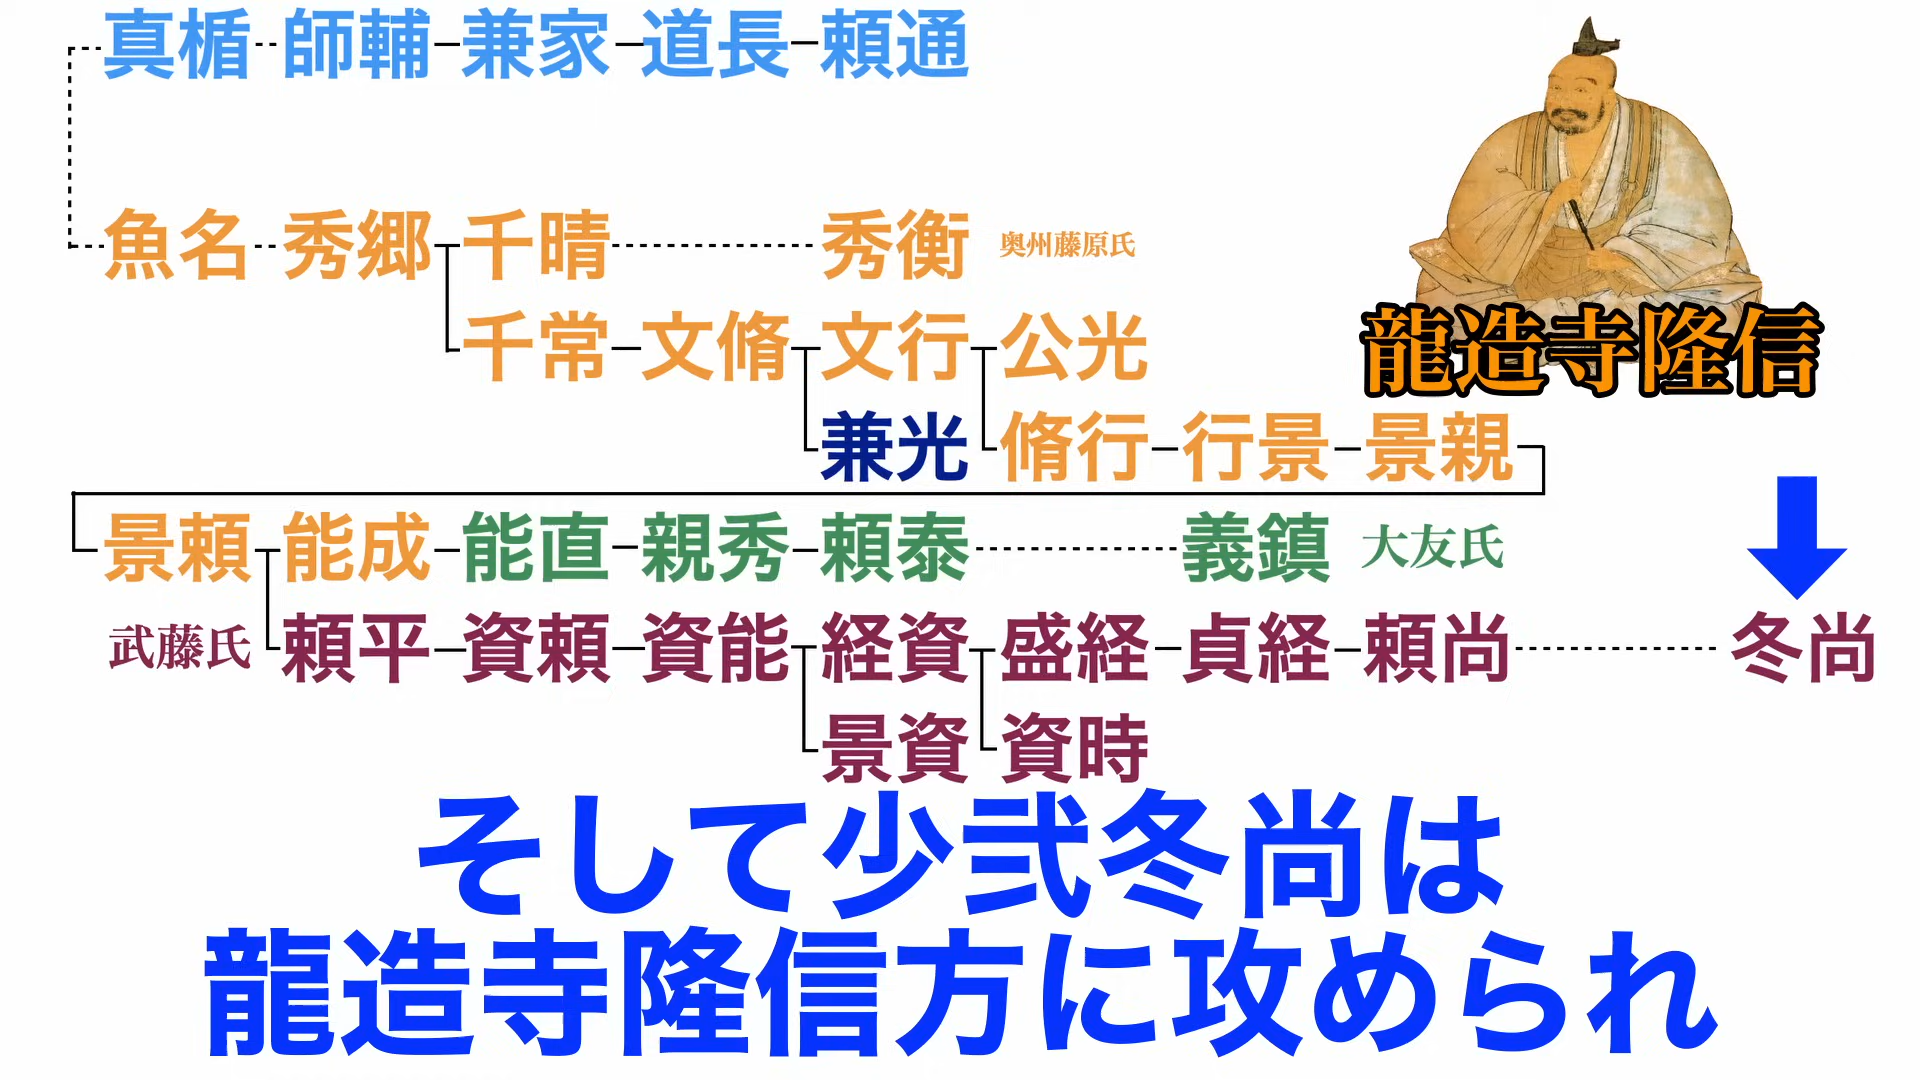 真楯 師輔 兼家 道長 頼通
魚名 秀郷 千晴 秀衡 奥州藤原氏
千常 文脩 文行 公光
龍造寺隆信
兼光 脩行 行景 景親
景頼 能成 能直 親秀 頼泰 義鎮 大友氏
武藤氏 頼平 資頼 資能 経資 盛経 貞経 頼尚 冬尚
景資 資時
そして少弐冬尚は
龍造寺隆信方に攻められ